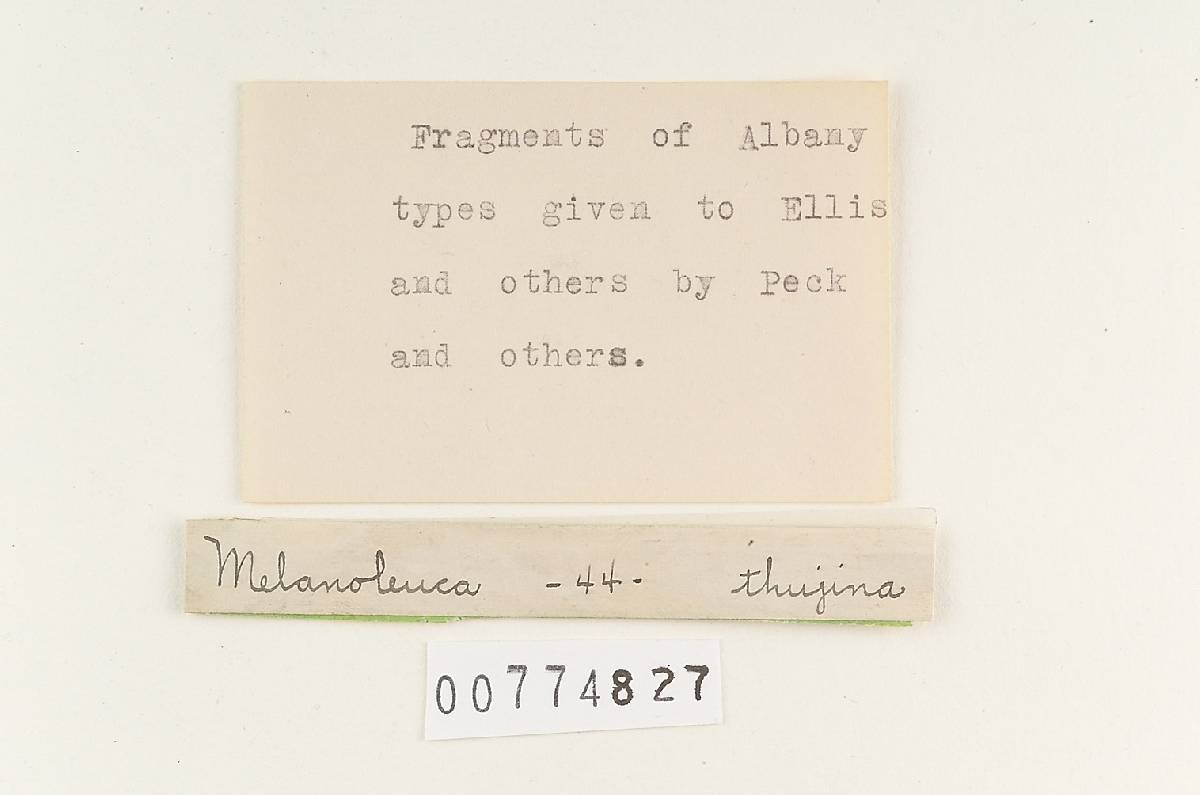 Fragments of Albany
types given to Ellis
and others by Peck
and others.
Melanoleuca -44- thujina
00774827